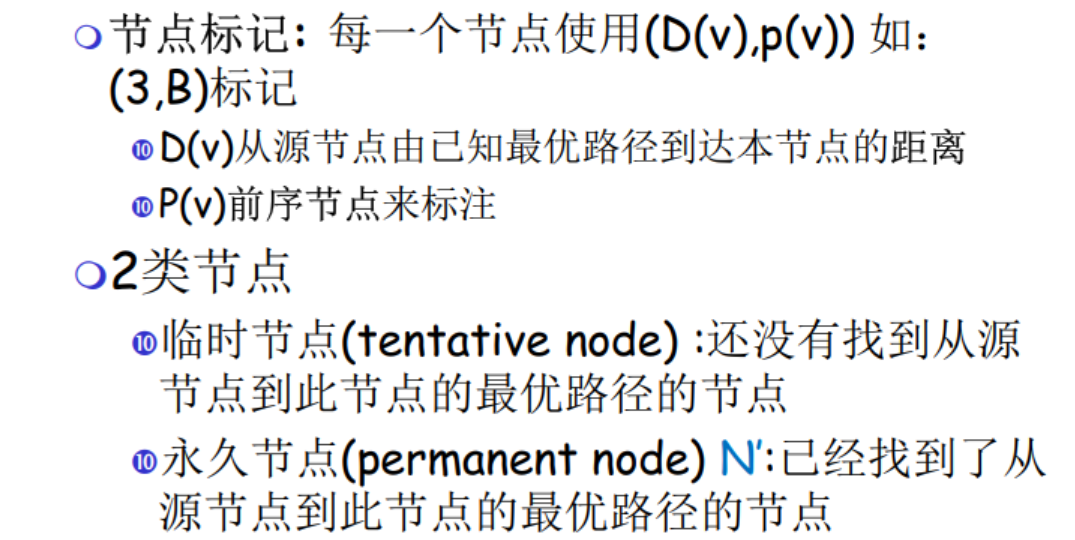 节点标记:每一个节点使用(D(v),p(v)) 如:
(3,B)标记
D(v)从源节点由已知最优路径到达本节点的距离
P(v)前序节点来标注
2类节点
临时节点(tentative node) :还没有找到从源
节点到此节点的最优路径的节点
永久节点(permanent node) N':已经找到了从
源节点到此节点的最优路径的节点